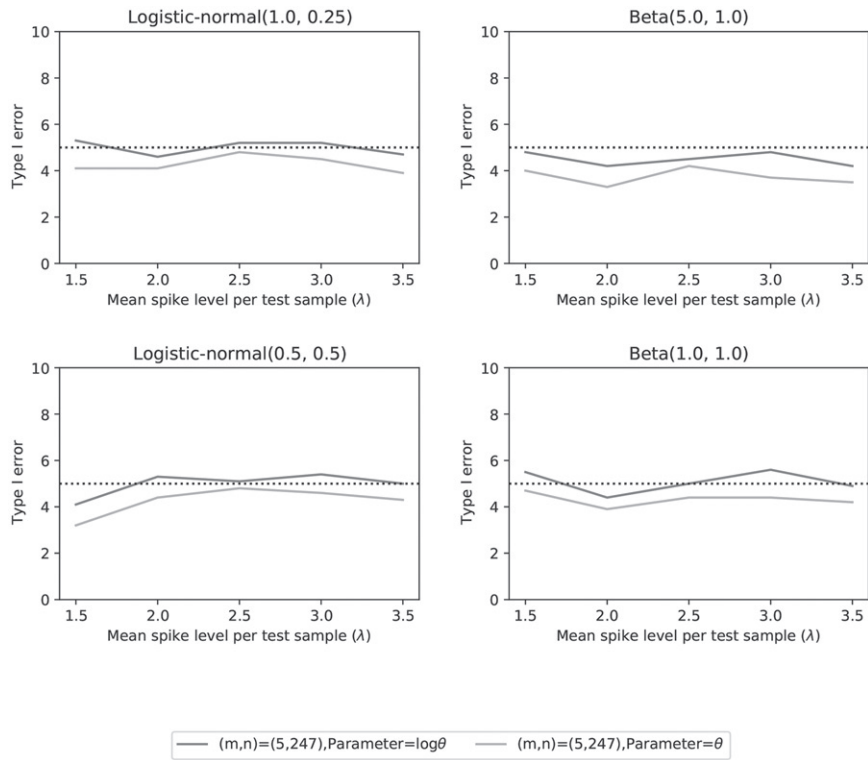 Logistic-normal(1.0, 0.25)
10
8
6
4
2
0
Type I error
1.5 2.0 2.5 3.0 3.5
Mean spike level per test sample (λ)
Beta(5.0, 1.0)
10
8
6
4
2
0
Type I error
1.5 2.0 2.5 3.0 3.5
Mean spike level per test sample (λ)
Logistic-normal(0.5, 0.5)
10
8
6
4
2
0
Type I error
1.5 2.0 2.5 3.0 3.5
Mean spike level per test sample (λ)
Beta(1.0, 1.0)
10
8
6
4
2
0
Type I error
1.5 2.0 2.5 3.0 3.5
Mean spike level per test sample (λ)
(m,n)=(5,247),Parameter=logθ
(m,n)=(5,247),Parameter=θ